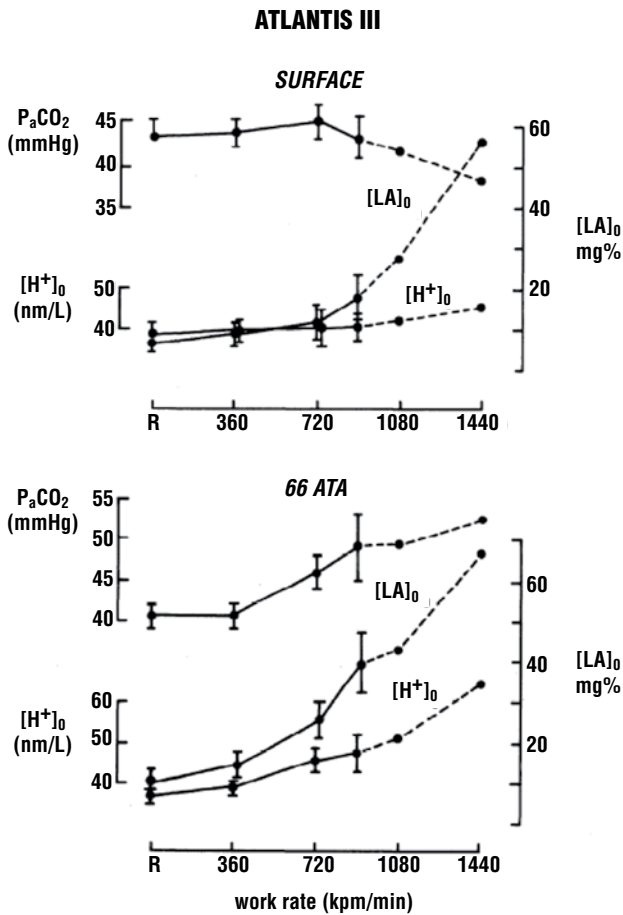 ATLANTIS III
SURFACE
PaCO2
(mmHg)
45
40
35
[H+]0
(nm/L)
50
40
[LA]0
[H+]0
60
40
20
[LA]0
mg%
R 360 720 1080 1440
66 ATA
PaCO2
(mmHg)
55
50
45
40
[H+]0
(nm/L)
60
50
40
[LA]0
[H+]0
60
40
20
[LA]0
mg%
R 360 720 1080 1440
work rate (kpm/min)